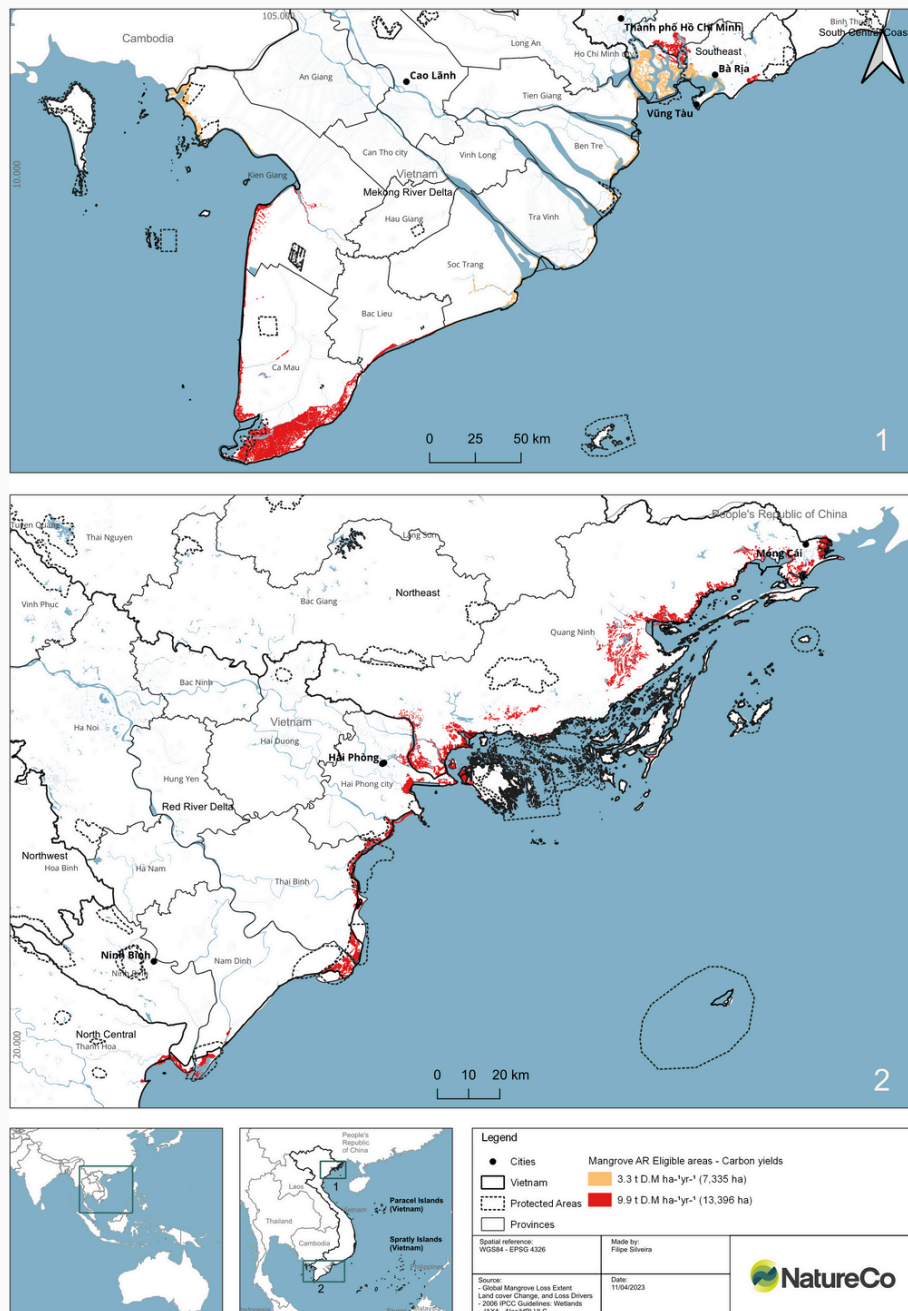 105.000
Cambodia
Thành phố Hồ Chí Minh
Binh Thuan
South Central Coast
Long An
Ho Chi Minh city
Southeast
An Giang
Cao Lãnh
Bà Rịa
Tien Giang
Vũng Tàu
Can Tho city
Vinh Long
Ben Tre
10.000
Kien Giang
Vietnam
Mekong River Delta
Hau Giang
Tra Vinh
Soc Trang
Bac Lieu
Ca Mau
0 25 50 km
1
People's Republic of China
Tuyen Quang
Thai Nguyen
Lang Son
Móng Cái
Vinh Phuc
Bac Giang
Northeast
Quang Ninh
Bac Ninh
Ha Noi
Vietnam
Hai Duong
Hải Phòng
Hung Yen
Hai Phong city
Red River Delta
Northwest
Hoa Binh
Ha Nam
Thai Binh
Ninh Bình
Ninh Binh
Nam Dinh
North Central
Thanh Hoa
20.000
0 10 20 km
2
People's
Republic
of China
Laos
1
Vietnam
Paracel Islands
(Vietnam)
Thailand
Cambodia
Spratly Islands
(Vietnam)
Philippines
2
Malaysia
Legend
Cities
Vietnam
Protected Areas
Provinces
Mangrove AR Eligible areas - Carbon yields
3.3 t D.M ha-¹yr-¹ (7,335 ha)
9.9 t D.M ha-¹yr-¹ (13,396 ha)
Spatial reference:
WGS84 - EPSG 4326
Made by:
Filipe Silveira
Source:
- Global Mangrove Loss Extent
Land cover Change, and Loss Drivers
- 2006 IPCC Guidelines: Wetlands
Date:
11/04/2023
NatureCo